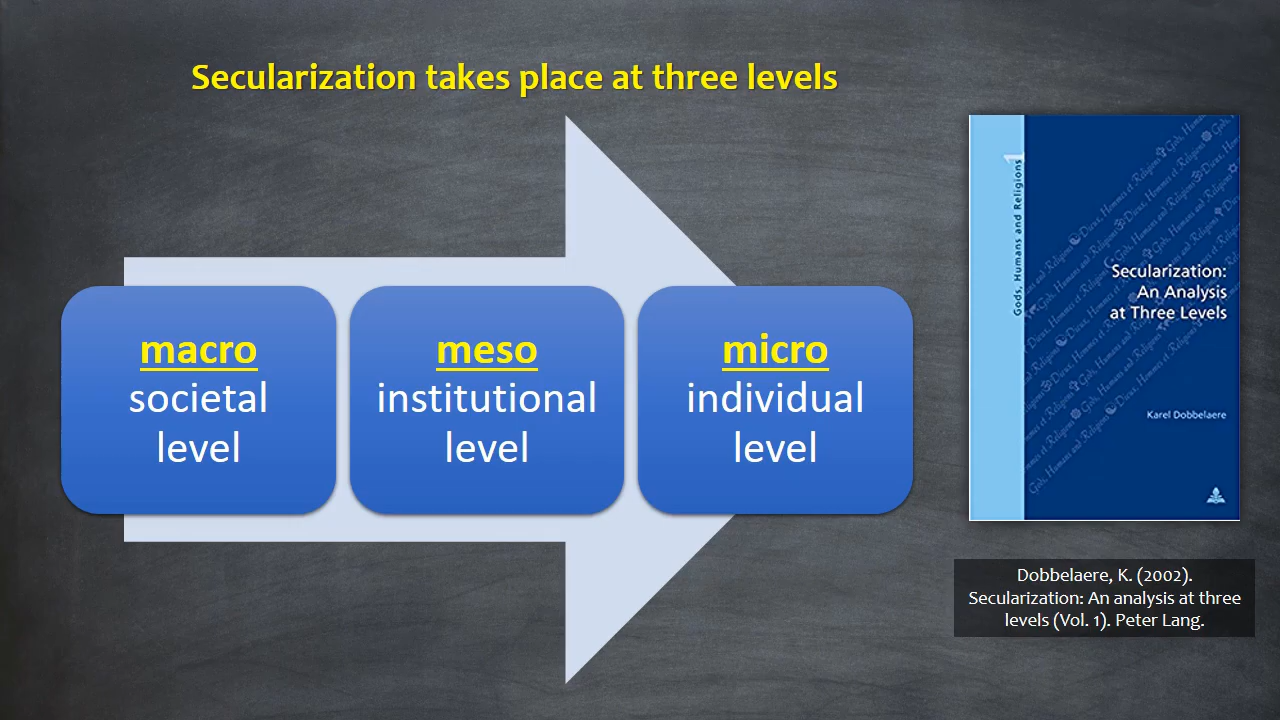 Secularization takes place at three levels
macro
societal
level
meso
institutional
level
micro
individual
level
Gods, Humans and Religions
1
Secularization:
An Analysis
at Three Levels
Karel Dobbelaere
Dobbelaere, K. (2002).
Secularization: An analysis at three
levels (Vol. 1). Peter Lang.